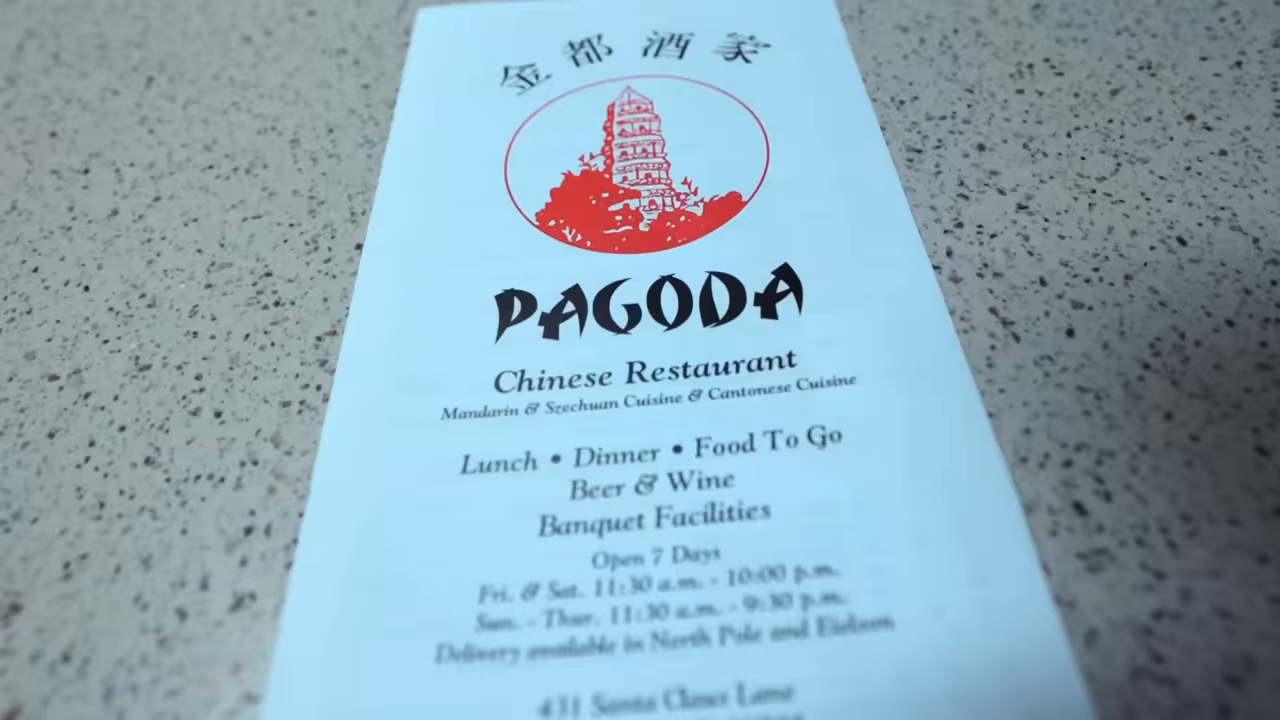 金都酒家
PAGODA
Chinese Restaurant
Mandarin & Szechuan Cuisine & Cantonese Cuisine
Lunch • Dinner • Food To Go
Beer & Wine
Banquet Facilities
Open 7 Days
Fri. & Sat. 11:30 a.m. - 10:00 p.m.
Sun. - Thur. 11:30 a.m. - 9:30 p.m.
Delivery available in North Pole and Eielson
431 Santa Claus Lane